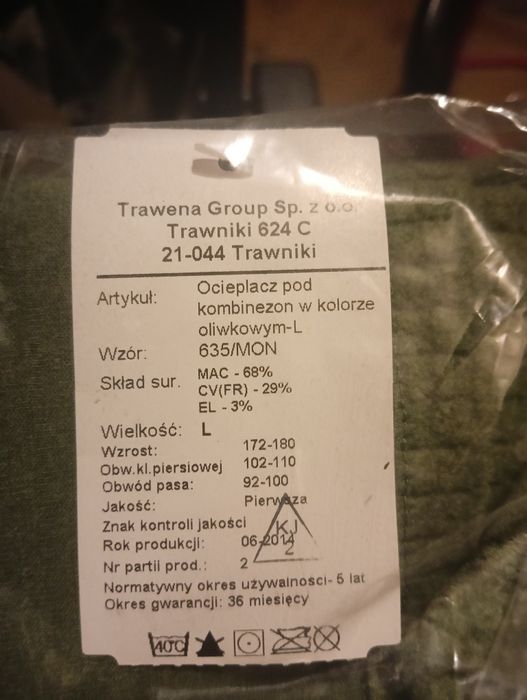 Trawena Group Sp. z o.o.
Trawniki 624 C
21-044 Trawniki
Artykuł: Ocieplacz pod
kombinezon w kolorze
oliwkowym-L
Wzór: 635/MON
Skład sur. MAC - 68%
CV(FR) - 29%
EL - 3%
Wielkość: L
Wzrost: 172-180
Obw.kl.piersiowej 102-110
Obwód pasa: 92-100
Jakość: Pierwsza
Znak kontroli jakości KJ
2
Rok produkcji: 06-2014
Nr partii prod.: 2
Normatywny okres używalności- 5 lat
Okres gwarancji: 36 miesięcy
40°C